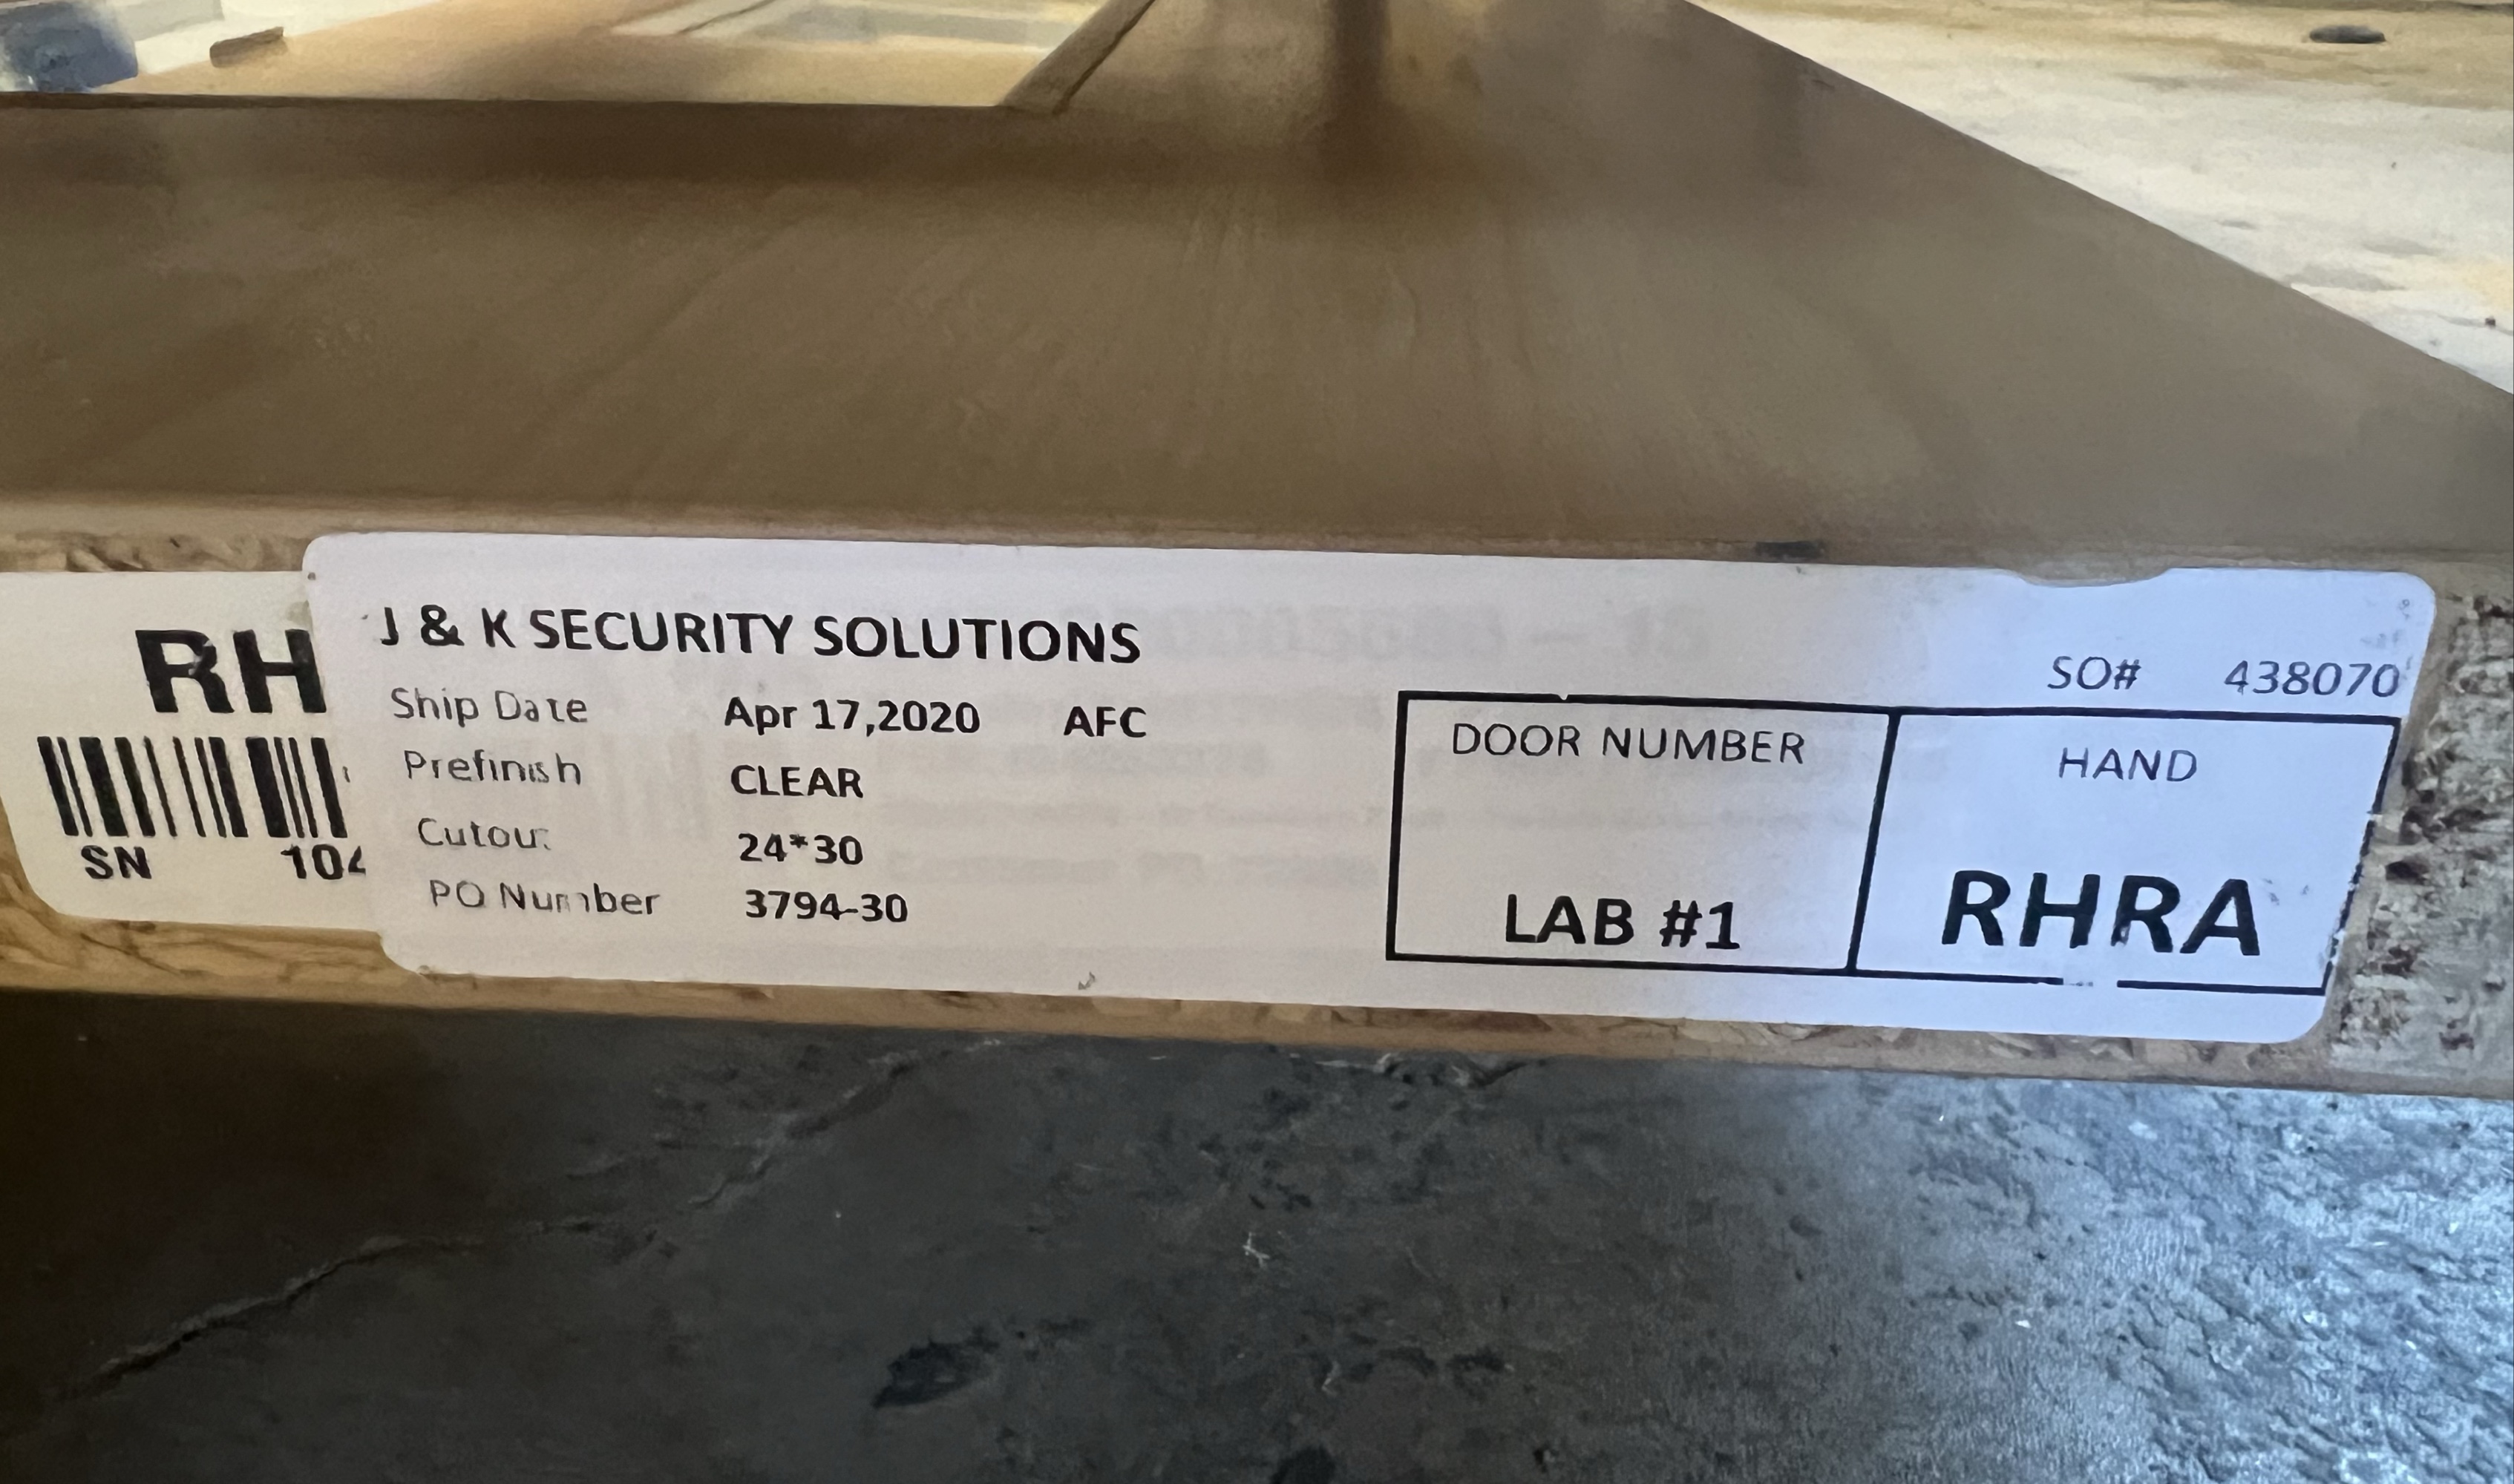 RH
SN 104
J & K SECURITY SOLUTIONS
Ship Date Apr 17,2020 AFC
Prefinish CLEAR
Cutout 24*30
PO Number 3794-30
SO# 438070
DOOR NUMBER HAND
LAB #1 RHRA